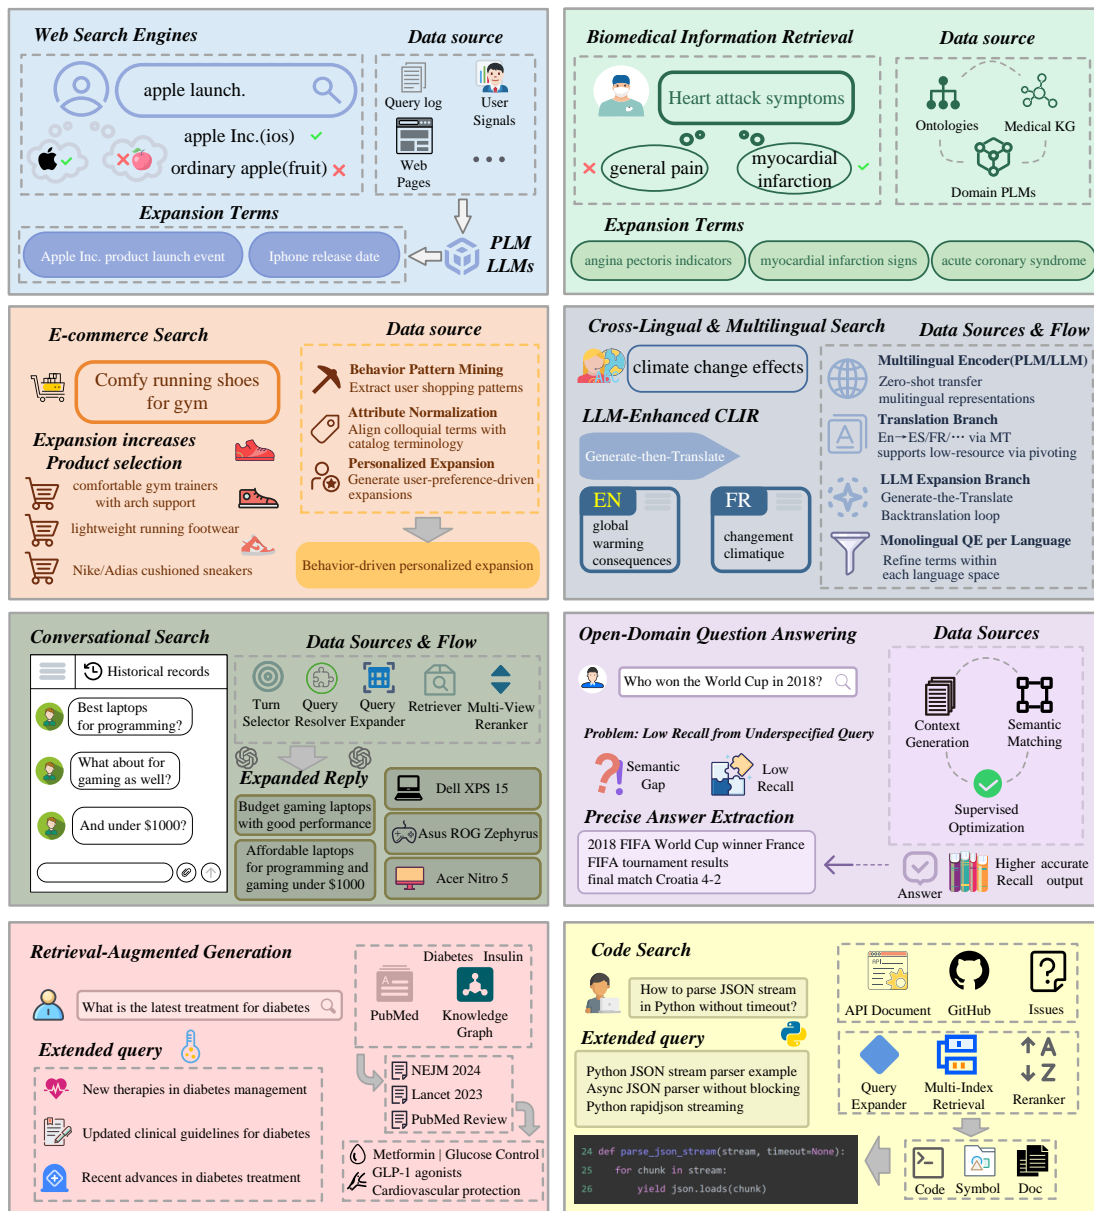 Web Search Engines
apple launch.
apple Inc.(ios)
ordinary apple(fruit)
Data source
Query log
User
Signals
Web
Pages
Expansion Terms
Apple Inc. product launch event
Iphone release date
PLM
LLMs
Biomedical Information Retrieval
Heart attack symptoms
general pain
myocardial
infarction
Data source
Ontologies
Medical KG
Domain PLMs
Expansion Terms
angina pectoris indicators
myocardial infarction signs
acute coronary syndrome
E-commerce Search
Comfy running shoes
for gym
Expansion increases
Product selection
comfortable gym trainers
with arch support
lightweight running footwear
Nike/Adias cushioned sneakers
Data source
Behavior Pattern Mining
Extract user shopping patterns
Attribute Normalization
Align colloquial terms with
catalog terminology
Personalized Expansion
Generate user-preference-driven
expansions
Behavior-driven personalized expansion
Cross-Lingual & Multilingual Search
climate change effects
LLM-Enhanced CLIR
Generate-then-Translate
EN
global
warming
consequences
FR
changement
climatique
Data Sources & Flow
Multilingual Encoder(PLM/LLM)
Zero-shot transfer
mulitingual representations
Translation Branch
A
En→ES/FR/··· via MT
supports low-resource via pivoting
LLM Expansion Branch
Generate-the-Translate
Backtranslation loop
Monolingual QE per Language
Refine terms within
each language space
Conversational Search
Historical records
Best laptops
for programming?
What about for
gaming as well?
And under $1000?
Data Sources & Flow
Turn
Selector
Query
Resolver
Query
Expander
Retriever
Multi-View
Reranker
Expanded Reply
Budget gaming laptops
with good performance
Affordable laptops
for programming and
gaming under $1000
Dell XPS 15
Asus ROG Zephyrus
Acer Nitro 5
Open-Domain Question Answering
Who won the World Cup in 2018?
Problem: Low Recall from Underspecified Query
Semantic
Gap
Low
Recall
Precise Answer Extraction
2018 FIFA World Cup winner France
FIFA tournament results
final match Croatia 4-2
Data Sources
Context
Generation
Semantic
Matching
Supervised
Optimization
Answer
Higher accurate
Recall output
Retrieval-Augmented Generation
What is the latest treatment for diabetes
Extended query
New therapies in diabetes management
Updated clinical guidelines for diabetes
Recent advances in diabetes treatment
Diabetes Insulin
A
PubMed
Knowledge
Graph
NEJM 2024
Lancet 2023
PubMed Review
Metformin | Glucose Control
GLP-1 agonists
Cardiovascular protection
Code Search
How to parse JSON stream
in Python without timeout?
Extended query
Python JSON stream parser example
Async JSON parser without blocking
Python rapidjson streaming
24 def parse_json_stream(stream, timeout=None):
25 for chunk in stream:
26 yield json.loads(chunk)
API
API Document
GitHub
Issues
Query
Expander
Multi-Index
Retrieval
A
Z
Reranker
Code
Symbol
Doc